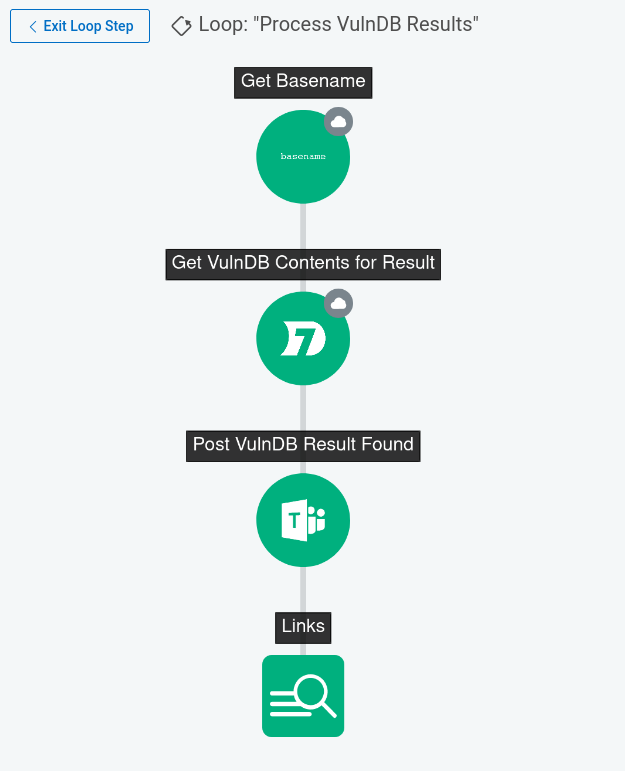 Exit Loop Step
Loop: "Process VulnDB Results"
Get Basename
basename
Get VulnDB Contents for Result
7
Post VulnDB Result Found
T
Links